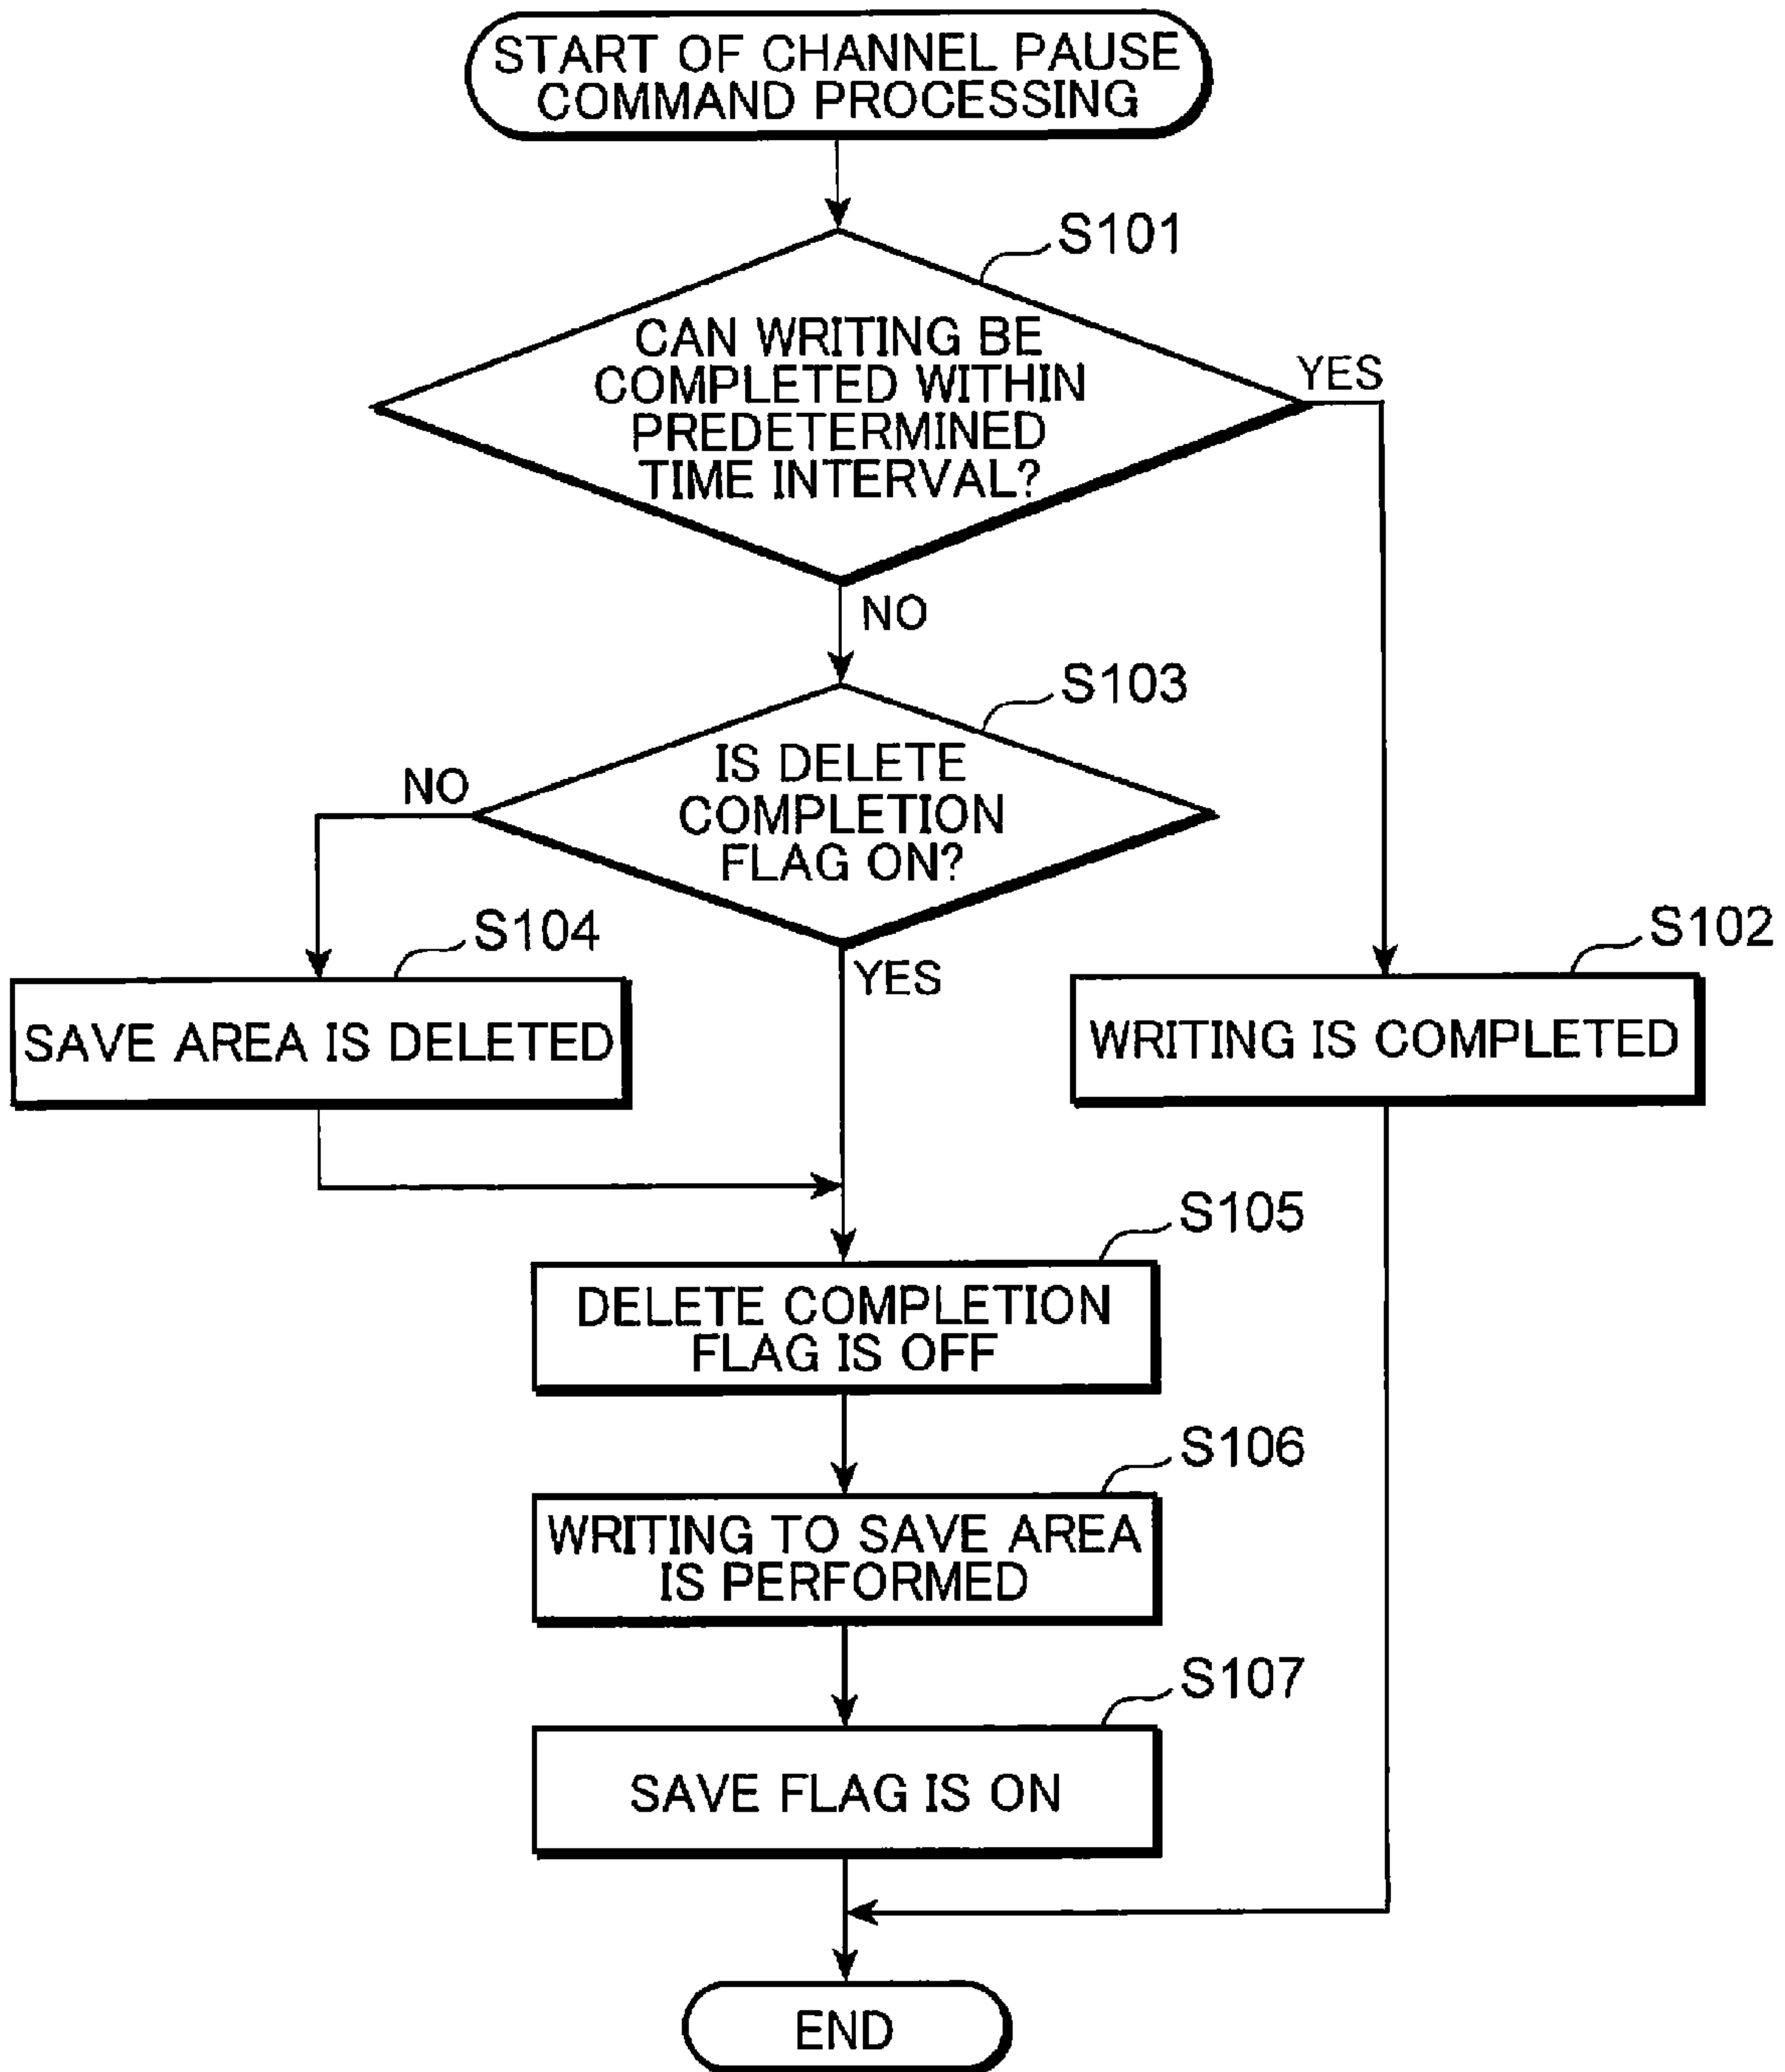 START OF CHANNEL PAUSE
COMMAND PROCESSING
S101
CAN WRITING BE
COMPLETED WITHIN
PREDETERMINED
TIME INTERVAL?
YES
NO
S103
IS DELETE
COMPLETION
FLAG ON?
NO
YES
S104
SAVE AREA IS DELETED
S102
WRITING IS COMPLETED
S105
DELETE COMPLETION
FLAG IS OFF
S106
WRITING TO SAVE AREA
IS PERFORMED
S107
SAVE FLAG IS ON
END